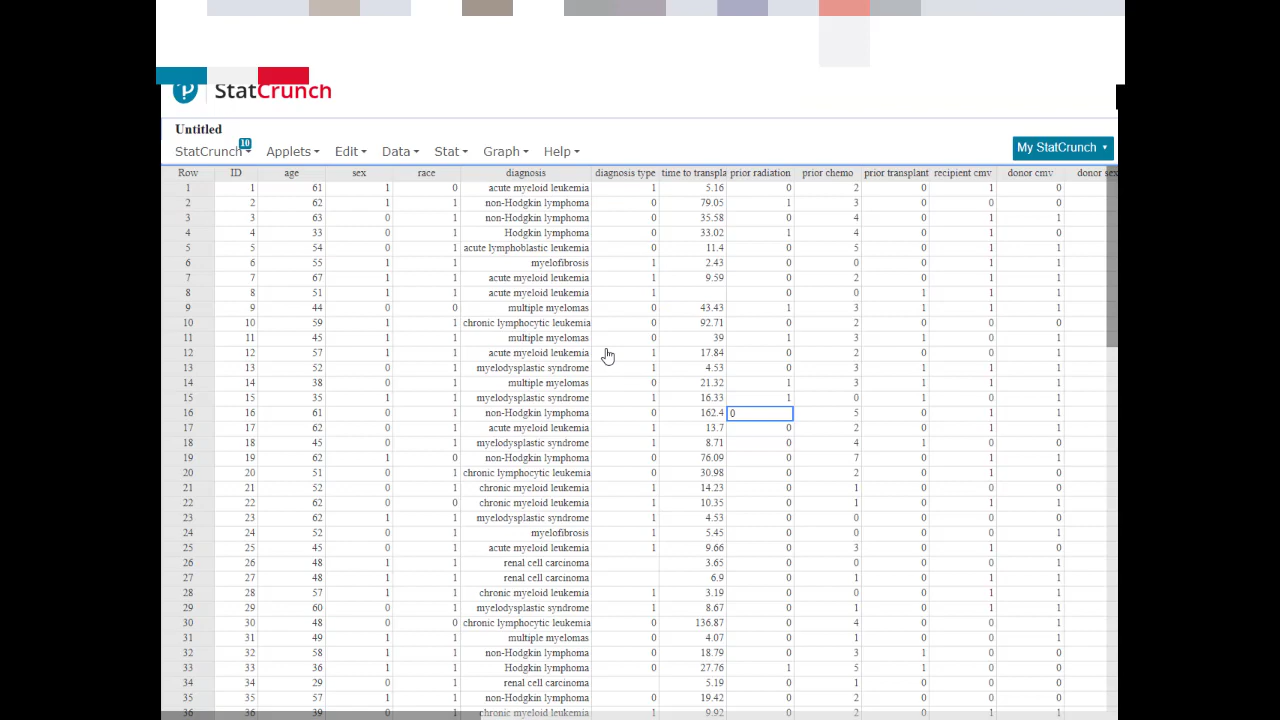 StatCrunch
Untitled
StatCrunch 10 Applets Edit Data Stat Graph Help My StatCrunch
Row ID age sex race diagnosis diagnosis type time to transpla prior radiation prior chemo prior transplant recipient cmv donor cmv donor sex
1 1 61 1 0 acute myeloid leukemia 1 5.16 0 2 0 1 0
2 2 62 1 1 non-Hodgkin lymphoma 0 79.05 1 3 0 0 0
3 3 63 0 1 non-Hodgkin lymphoma 0 35.58 0 4 0 1 1
4 4 33 0 1 Hodgkin lymphoma 0 33.02 1 4 0 1 0
5 5 54 0 1 acute lymphoblastic leukemia 0 11.4 0 5 0 1 1
6 6 55 1 1 myelofibrosis 1 2.43 0 0 0 1 1
7 7 67 1 1 acute myeloid leukemia 1 9.59 0 2 0 1 1
8 8 51 1 1 acute myeloid leukemia 1 0 0 1 1 1
9 9 44 0 0 multiple myelomas 0 43.43 1 3 1 1 1
10 10 59 1 1 chronic lymphocytic leukemia 0 92.71 0 2 0 0 0
11 11 45 1 1 multiple myelomas 0 39 1 3 1 0 1
12 12 57 1 1 acute myeloid leukemia 1 17.84 0 2 0 1 1
13 13 52 0 1 myelodysplastic syndrome 1 4.53 0 3 0 1 1
14 14 38 0 1 multiple myelomas 0 21.32 1 3 1 1 1
15 15 35 1 1 myelodysplastic syndrome 1 16.33 1 0 1 0 1
16 16 61 0 1 non-Hodgkin lymphoma 0 162.4 0 5 0 1 1
17 17 62 0 1 acute myeloid leukemia 1 13.7 0 2 0 1 1
18 18 45 0 1 myelodysplastic syndrome 1 8.71 0 4 1 0 0
19 19 62 1 0 non-Hodgkin lymphoma 0 76.09 0 7 0 1 1
20 20 51 0 1 chronic lymphocytic leukemia 0 30.98 0 2 0 1 0
21 21 52 0 1 chronic myeloid leukemia 1 14.23 0 1 0 1 1
22 22 62 0 0 chronic myeloid leukemia 1 10.35 0 1 0 1 0
23 23 62 1 1 myelodysplastic syndrome 1 4.53 0 0 0 0 0
24 24 52 0 1 myelofibrosis 1 5.45 0 0 0 0 1
25 25 45 0 1 acute myeloid leukemia 1 9.66 0 3 0 1 0
26 26 48 1 1 renal cell carcinoma 3.65 0 0 0 0 1
27 27 48 1 1 renal cell carcinoma 6.9 0 1 0 1 1
28 28 57 1 1 chronic myeloid leukemia 1 3.19 0 0 0 1 1
29 29 60 0 1 myelodysplastic syndrome 1 8.67 0 1 0 1 1
30 30 48 0 0 chronic lymphocytic leukemia 0 136.87 0 4 0 0 1
31 31 49 1 1 multiple myelomas 0 4.07 0 1 0 1 1
32 32 58 1 1 non-Hodgkin lymphoma 0 18.79 0 3 1 0 0
33 33 36 1 1 Hodgkin lymphoma 0 27.76 1 5 1 0 0
34 34 29 0 1 renal cell carcinoma 5.19 0 1 0 0 0
35 35 57 1 1 non-Hodgkin lymphoma 0 19.42 0 2 0 0 1
36 36 39 0 1 chronic myeloid leukemia 1 9.92 0 2 0 1 1